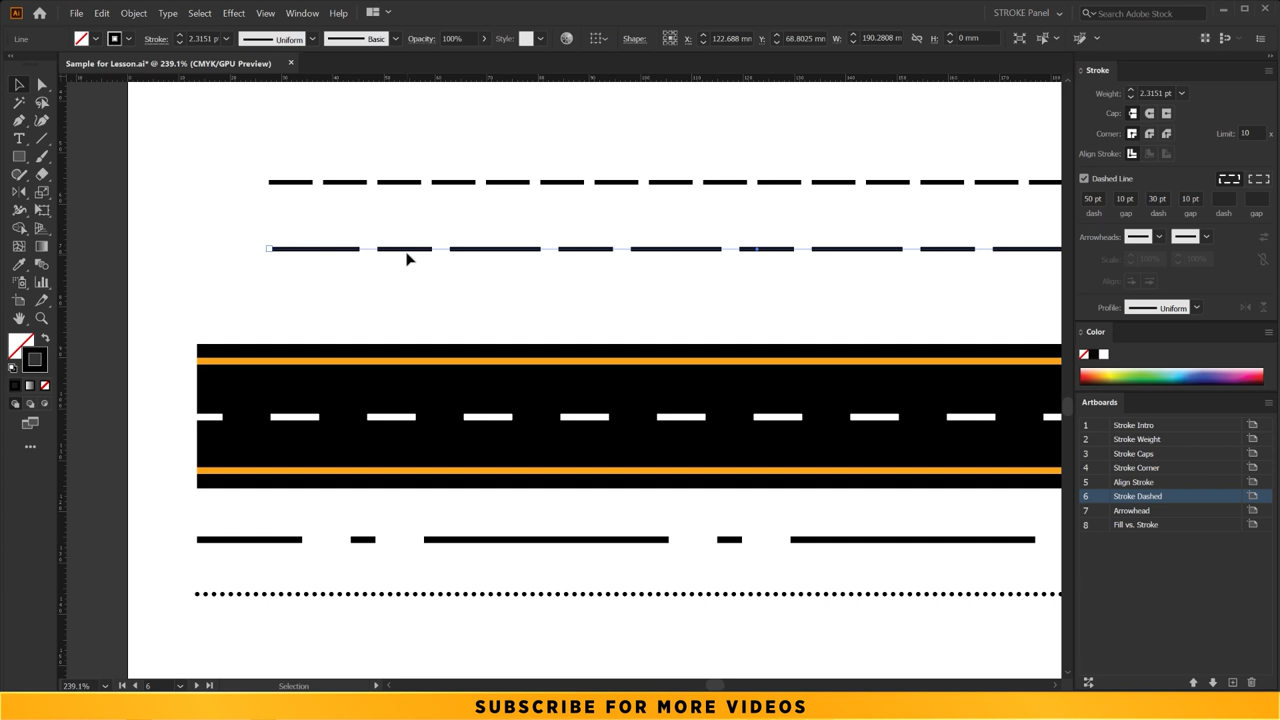 Ai File Edit Object Type Select Effect View Window Help STROKE Panel Search Adobe Stock
Line Stroke: 2.3151 pt Uniform Basic Opacity: 100% Style: Shape: X: 122.688 mm Y: 68.8025 mm W: 190.2808 m H: 0 mm
Sample for Lesson.ai* @ 239.1% (CMYK/GPU Preview)
Stroke
Weight: 2.3151 pt
Cap:
Corner: Limit: 10 x
Align Stroke:
Dashed Line
50 pt 10 pt 30 pt 10 pt
dash gap dash gap dash gap
Arrowheads:
Scale: 100% 100%
Align:
Profile: Uniform
Color
Artboards
1 Stroke Intro
2 Stroke Weight
3 Stroke Caps
4 Stroke Corner
5 Align Stroke
6 Stroke Dashed
7 Arrowhead
8 Fill vs. Stroke
239.1% 6 Selection
SUBSCRIBE FOR MORE VIDEOS